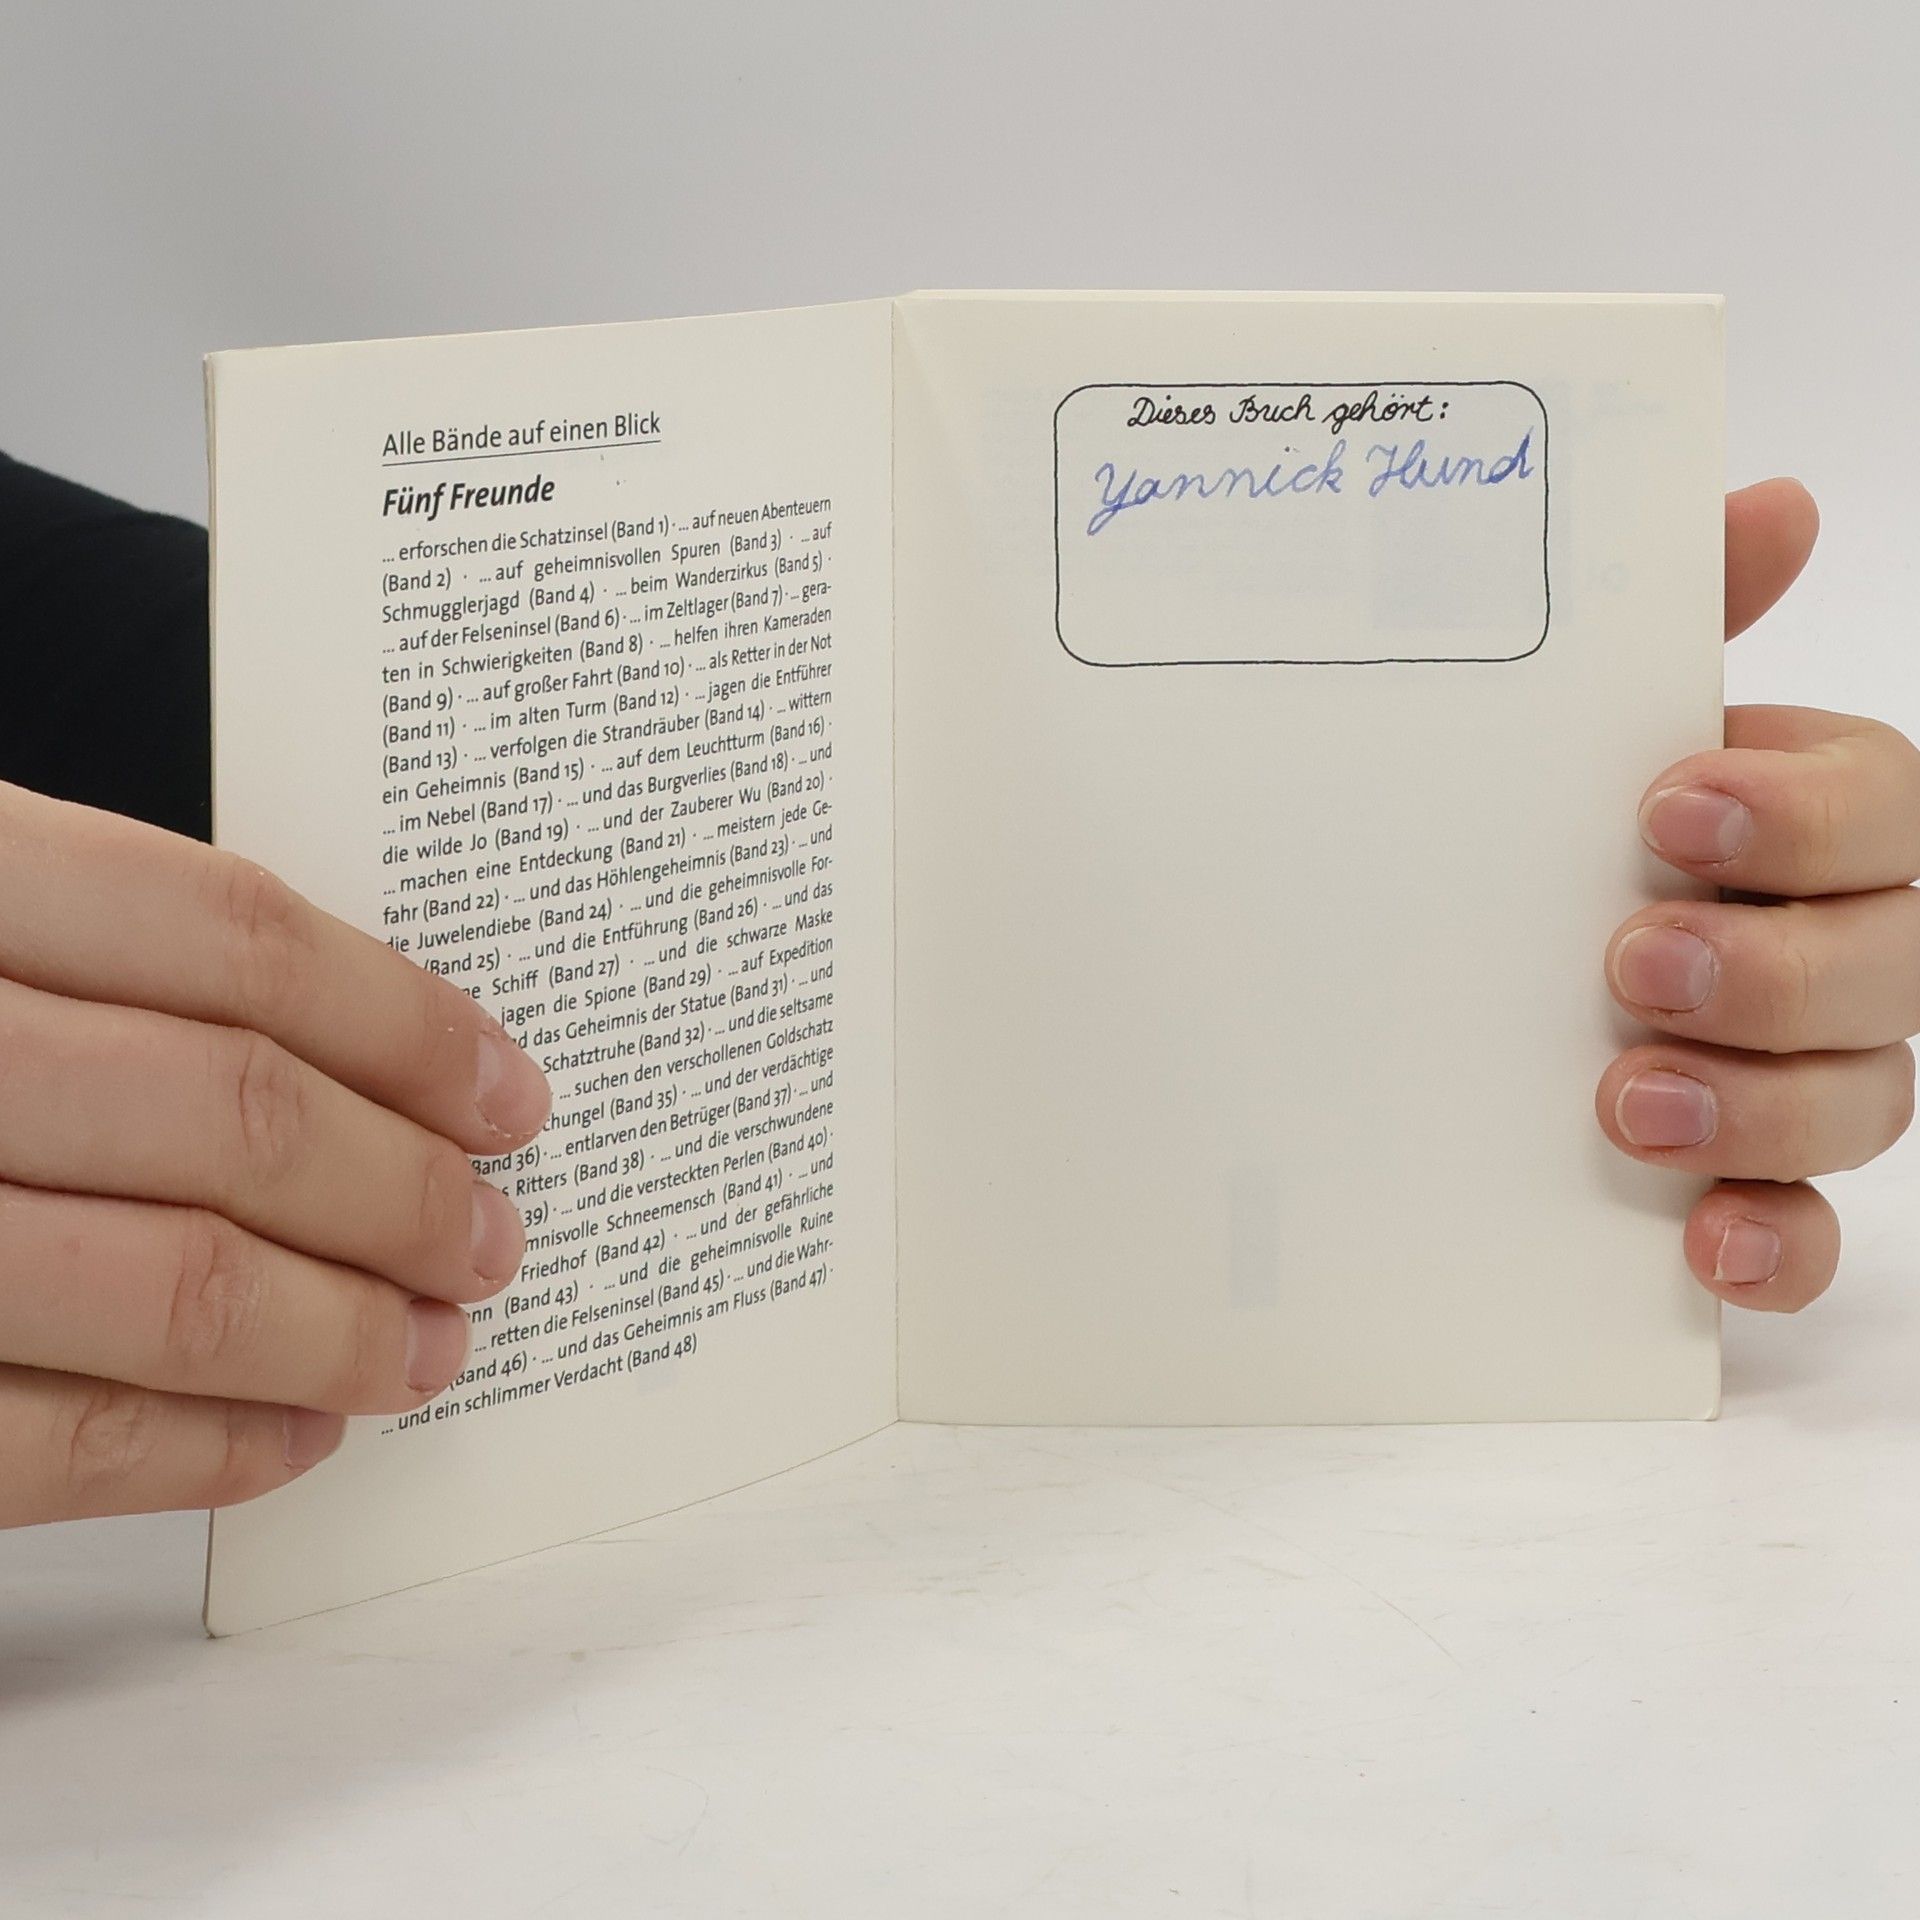 Alle Bände auf einen Blick
Fünf Freunde
... erforschen die Schatzinsel (Band 1) · ... auf neuen Abenteuern
(Band 2) · ... auf geheimnisvollen Spuren (Band 3) · ... auf
Schmugglerjagd (Band 4) · ... beim Wanderzirkus (Band 5) ·
... auf der Felseninsel (Band 6) · ... im Zeltlager (Band 7) · ... gera-
ten in Schwierigkeiten (Band 8) · ... helfen ihren Kameraden
(Band 9) · ... auf großer Fahrt (Band 10) · ... als Retter in der Not
(Band 11) · ... im alten Turm (Band 12) · ... jagen die Entführer
(Band 13) · ... verfolgen die Strandräuber (Band 14) · ... wittern
ein Geheimnis (Band 15) · ... auf dem Leuchtturm (Band 16) ·
... im Nebel (Band 17) · ... und das Burgverlies (Band 18) · ... und
die wilde Jo (Band 19) · ... und der Zauberer Wu (Band 20) ·
... machen eine Entdeckung (Band 21) · ... meistern jede Ge-
fahr (Band 22) · ... und das Höhlengeheimnis (Band 23) · ... und
die Juwelendiebe (Band 24) · ... und die geheimnisvolle For-
(Band 25) · ... und die Entführung (Band 26) · ... und das
Schiff (Band 27) · ... und die schwarze Maske
jagen die Spione (Band 29) · ... auf Expedition
das Geheimnis der Statue (Band 31) · ... und
Schatztruhe (Band 32) · ... und die seltsame
... suchen den verschollenen Goldschatz
(Band 35) · ... und der verdächtige
Band 36) · ... entlarven den Betrüger (Band 37) · ... und
Ritters (Band 38) · ... und die verschwundene
39) · ... und die versteckten Perlen (Band 40) ·
Schneemensch (Band 41) · ... und
Friedhof (Band 42) · ... und der gefährliche
(Band 43) · ... und die geheimnisvolle Ruine
... retten die Felseninsel (Band 45) · ... und die Wahr-
(Band 46) · ... und das Geheimnis am Fluss (Band 47) ·
... und ein schlimmer Verdacht (Band 48)
Dieses Buch gehört:
Yannick Hund